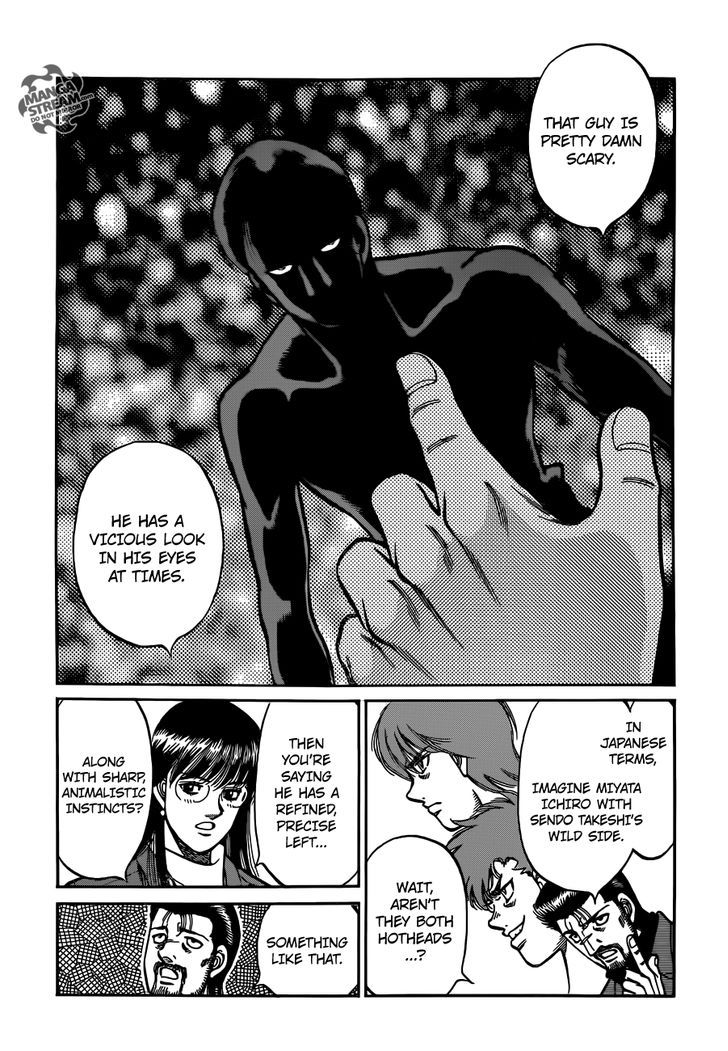 MANGA
STREAM.com
DO NOT MIRROR!
THAT GUY IS
PRETTY DAMN
SCARY.
HE HAS A
VICIOUS LOOK
IN HIS EYES
AT TIMES.
IN
JAPANESE
TERMS,
IMAGINE MIYATA
ICHIRO WITH
SENDO TAKESHI'S
WILD SIDE.
WAIT,
AREN'T
THEY BOTH
HOTHEADS
...?
THEN
YOU'RE
SAYING
HE HAS A
REFINED,
PRECISE
LEFT...
ALONG
WITH SHARP,
ANIMALISTIC
INSTINCTS?
SOMETHING
LIKE THAT.